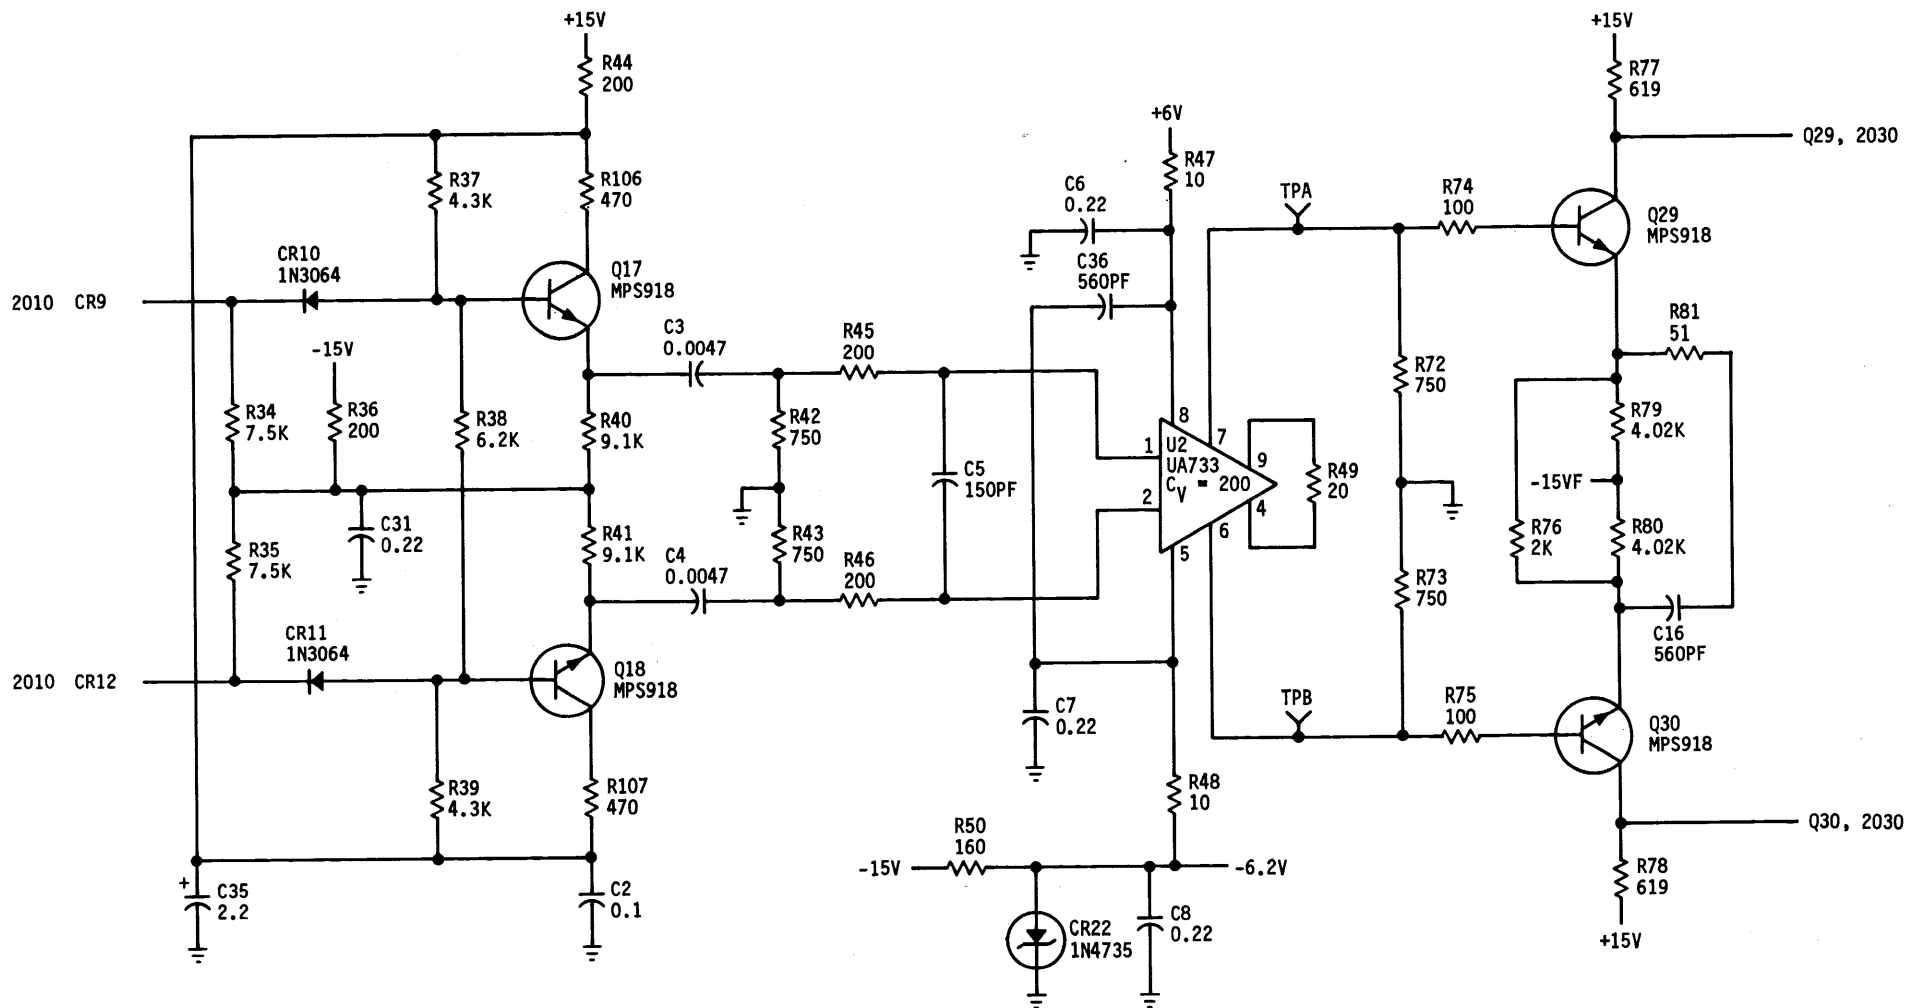 +15V
R44
200
R37
4.3K
R106
470
CR10
1N3064
Q17
MPS918
2010 CR9
-15V
C3
0.0047
R45
200
R34
7.5K
R36
200
R38
6.2K
R40
9.1K
R42
750
C5
150PF
C31
0.22
R35
7.5K
R41
9.1K
R43
750
C4
0.0047
R46
200
CR11
1N3064
2010 CR12
Q18
MPS918
R39
4.3K
R107
470
+
C35
2.2
C2
0.1
+6V
R47
10
C6
0.22
C36
560PF
8
1
U2
7
UA733
C
V
= 200
9
2
4
6
5
R49
20
C7
0.22
R48
10
R50
160
-15V
-6.2V
CR22
1N4735
C8
0.22
TPA
R74
100
R72
750
R73
750
TPB
R75
100
+15V
R77
619
Q29, 2030
Q29
MPS918
R81
51
R79
4.02K
-15VF
R76
2K
R80
4.02K
C16
560PF
Q30
MPS918
Q30, 2030
R78
619
+15V